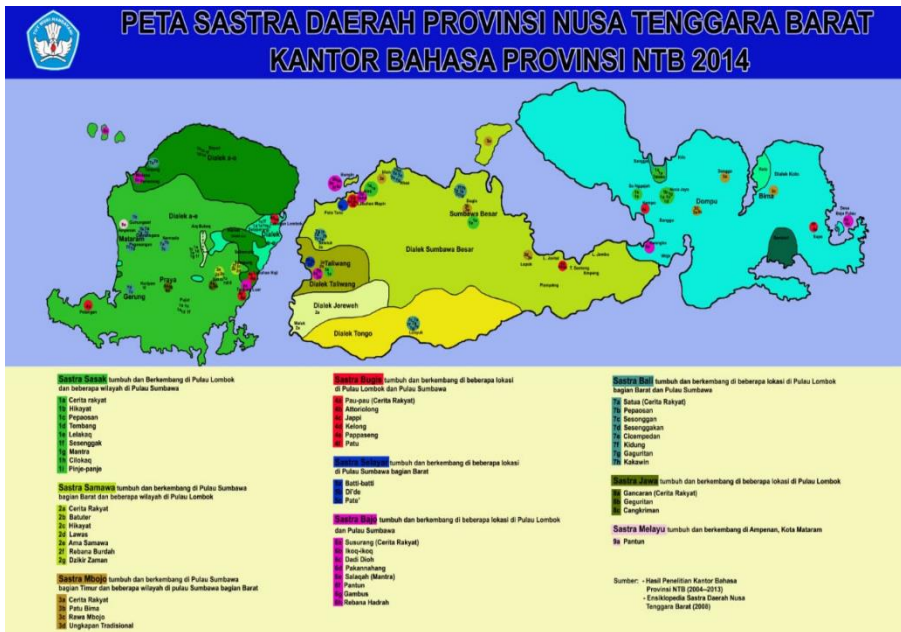 PETA SASTRA DAERAH PROVINSI NUSA TENGGARA BARAT
KANTOR BAHASA PROVINSI NTB 2014
Dialek a-e
Mataram
Gerung
Praya
Taliwang
Dialek Taliwang
Dialek Jereweh
Dialek Tongo
Sumbawa Besar
Dialek Sumbawa Besar
Dompu
Bima
Sastra Sasak tumbuh dan Berkembang di Pulau Lombok
dan beberapa wilayah di Pulau Sumbawa
1a Cerita rakyat
1b Hikayat
1c Pepaosan
1d Tembang
1e Lelakaq
1f Sesenggak
1g Mantra
1h Cilokaq
1i Pinje-panje
Sastra Samawa tumbuh dan berkembang di Pulau Sumbawa
bagian Barat dan beberapa wilayah di Pulau Lombok
2a Cerita Rakyat
2b Batuter
2c Hikayat
2d Lawas
2e Ama Samawa
2f Rabana Burdah
2g Dzikir Zaman
Sastra Mbojo tumbuh dan berkembang di Pulau Sumbawa
bagian Timur dan beberapa wilayah di pulau Sumbawa bagian Barat
3a Cerita Rakyat
3b Patu Bima
3c Rawa Mbojo
3d Ungkapan Tradisional
Sastra Bugis tumbuh dan berkembang di beberapa lokasi
di Pulau Lombok dan Pulau Sumbawa
4a Pau-pau (Cerita Rakyat)
4b Attoriolong
4c Jappi
4d Kelong
4e Pappaseng
4f Patu
Sastra Selayar tumbuh dan berkembang di beberapa lokasi
di Pulau Sumbawa bagian Barat
5a Batti-batti
5b Di'de
5c Patu'
Sastra Bajo tumbuh dan berkembang di beberapa lokasi di Pulau Lombok
dan Pulau Sumbawa
6a Susurang (Cerita Rakyat)
6b Ikoq-ikoq
6c Dadi Dioh
6d Pakannahang
6e Salaqah (Mantra)
6f Pantun
6g Gambus
6h Rebana Hadrah
Sastra Bali tumbuh dan berkembang di beberapa lokasi di Pulau Lombok
bagian Barat dan Pulau Sumbawa
7a Satua (Cerita Rakyat)
7b Pepaosan
7c Sesonggan
7d Sesenggakan
7e Cicampedan
7f Kidung
7g Gaguritan
7h Kakawin
Sastra Jawa tumbuh dan berkembang di beberapa lokasi di Pulau Lombok
8a Gancaran (Cerita Rakyat)
8b Geguritan
8c Cangkriman
Sastra Melayu tumbuh dan berkembang di Ampenan, Kota Mataram
9a Pantun
Sumber: - Hasil Penelitian Kantor Bahasa
Provinsi NTB (2004–2013)
- Ensiklopedia Sastra Daerah Nusa
Tenggara Barat (2008)